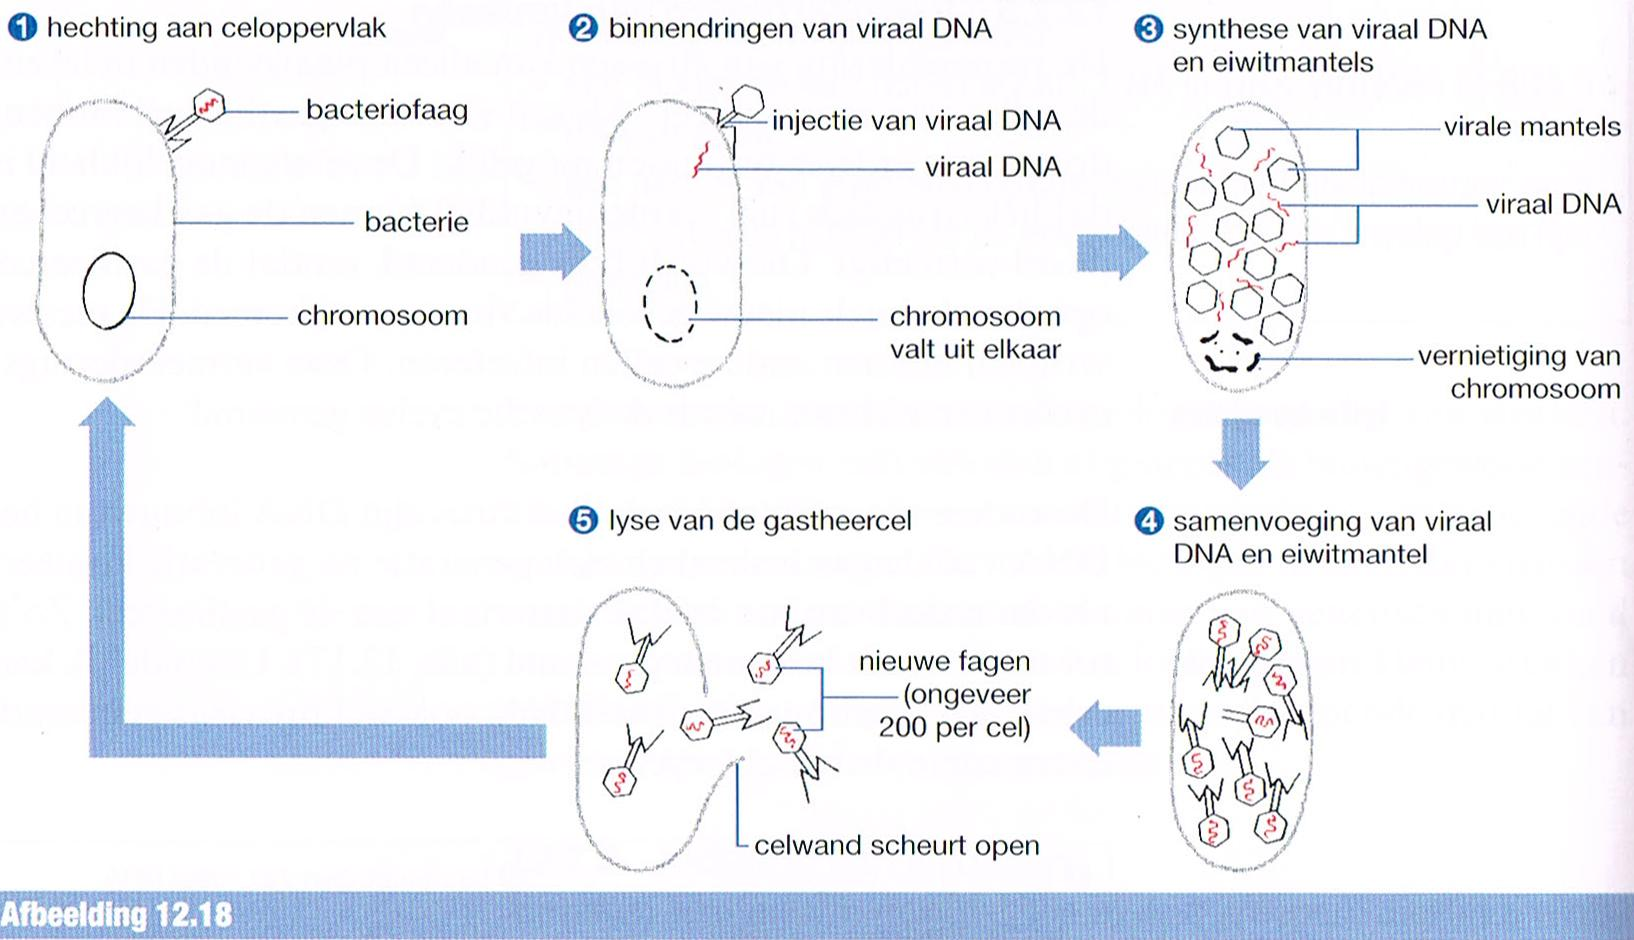 1 hechting aan celoppervlak
bacteriofaag
bacterie
chromosoom
2 binnendringen van viraal DNA
injectie van viraal DNA
viraal DNA
chromosoom
valt uit elkaar
3 synthese van viraal DNA
en eiwitmantels
virale mantels
viraal DNA
vernietiging van
chromosoom
4 samenvoeging van viraal
DNA en eiwitmantel
5 lyse van de gastheercel
nieuwe fagen
(ongeveer
200 per cel)
celwand scheurt open
Afbeelding 12.18